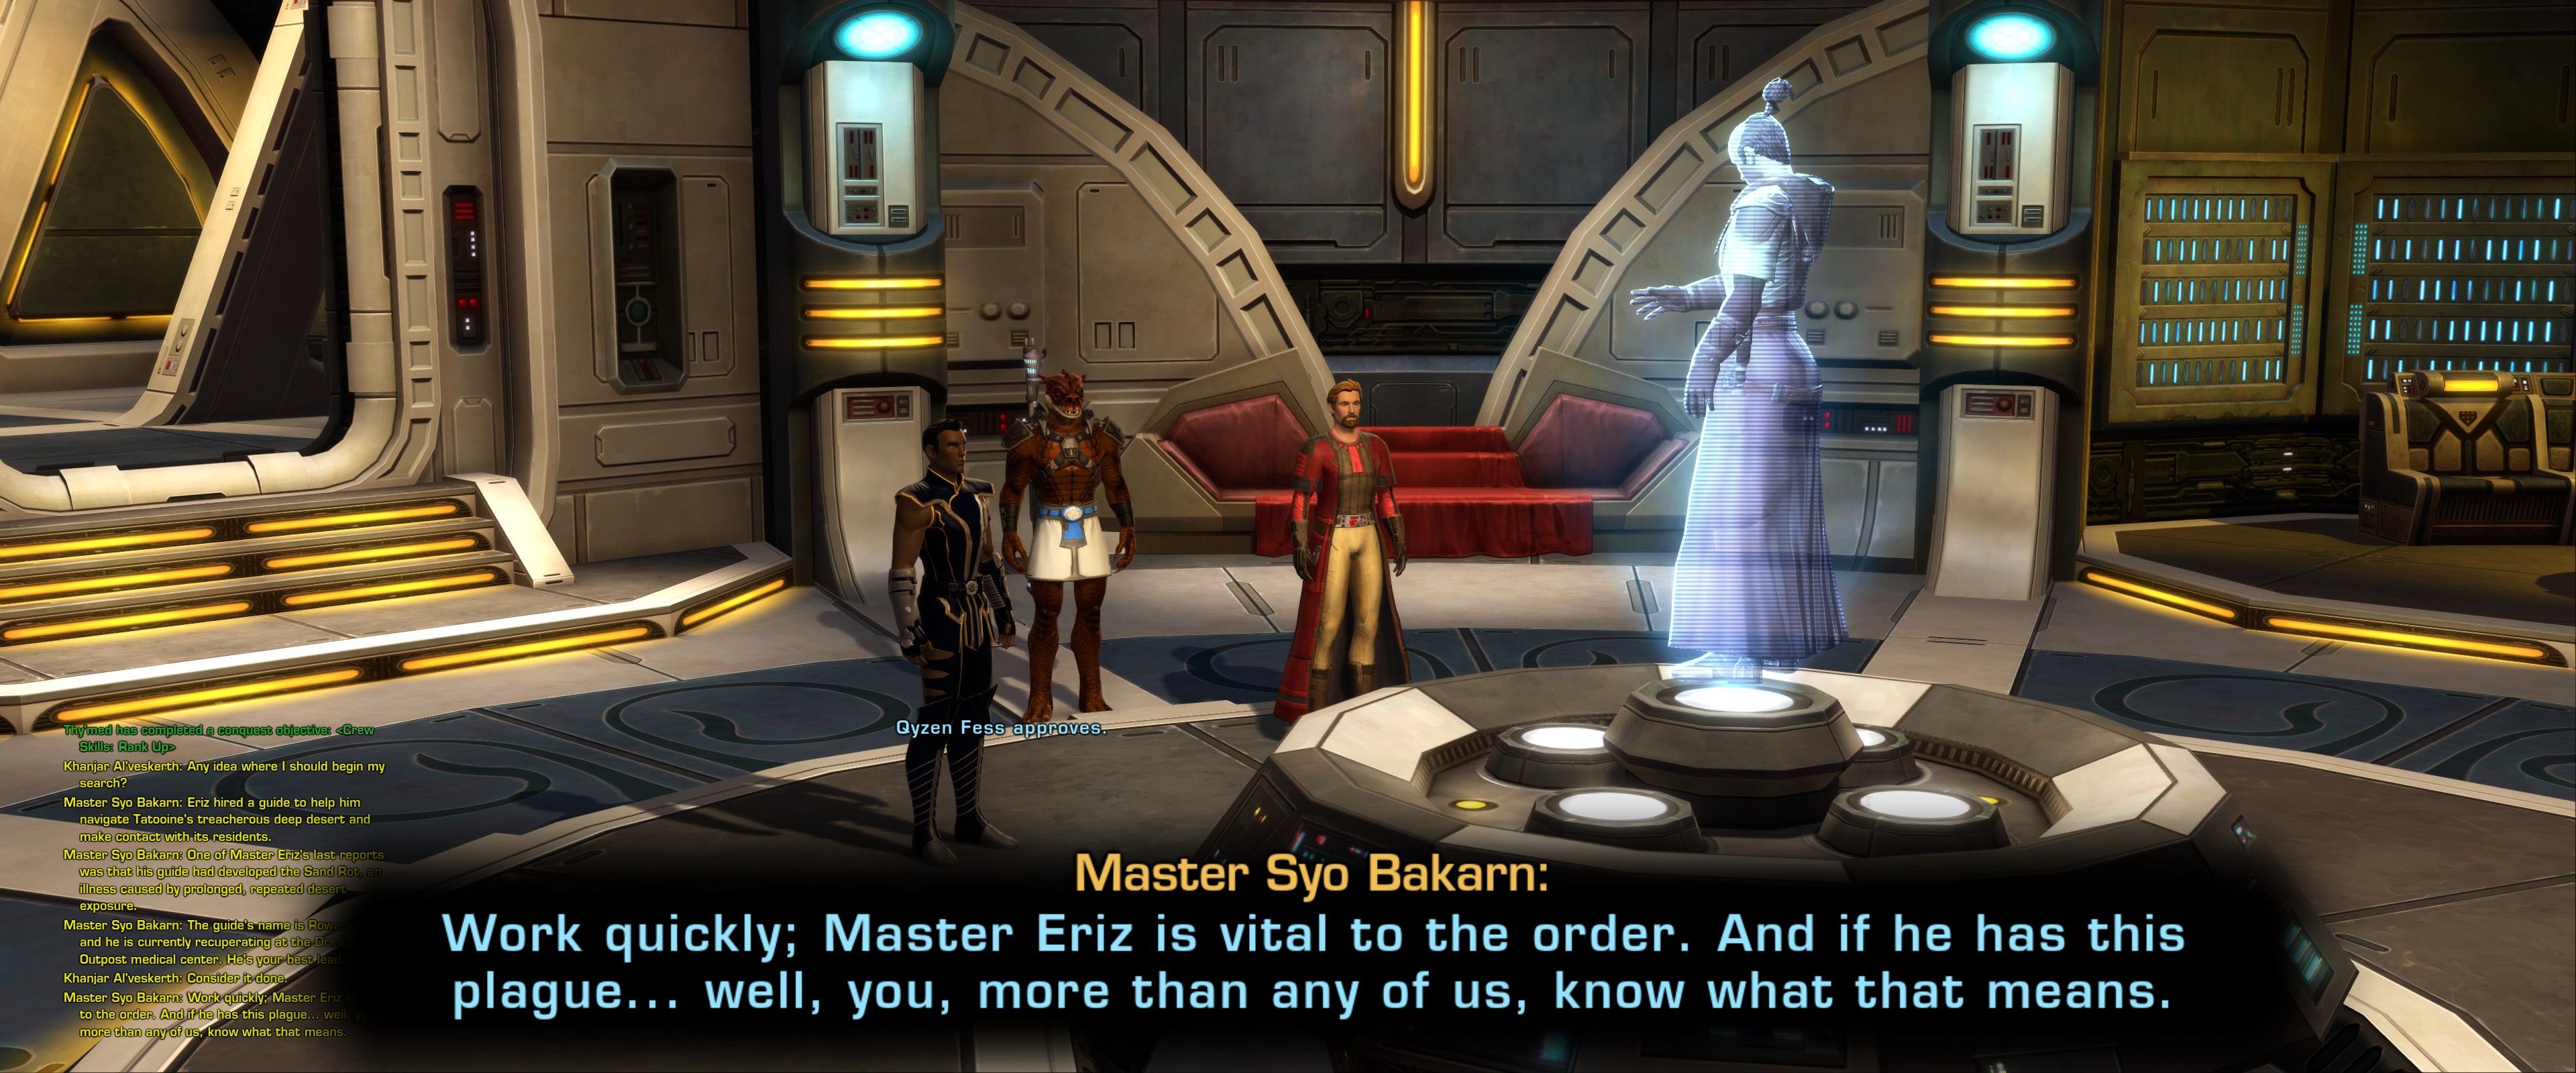 Thy'med has completed a conquest objective: <Crew
Skills: Rank Up>
Khanjar Al'veskerth: Any idea where I should begin my
search?
Master Syo Bakarn: Eriz hired a guide to help him
navigate Tatooine's treacherous deep desert and
make contact with its residents.
Master Syo Bakarn: One of Master Eriz's last reports
was that his guide had developed the Sand Rot, an
illness caused by prolonged, repeated desert
exposure.
Master Syo Bakarn: The guide's name is
and he is currently recuperating at the
Outpost medical center. He's your best lead.
Khanjar Al'veskerth: Consider it done.
Master Syo Bakarn: Work quickly; Master Eriz is
to the order. And if he has this plague... well, you,
more than any of us, know what that means.
Qyzen Fess approves.
Master Syo Bakarn:
Work quickly; Master Eriz is vital to the order. And if he has this
plague... well, you, more than any of us, know what that means.